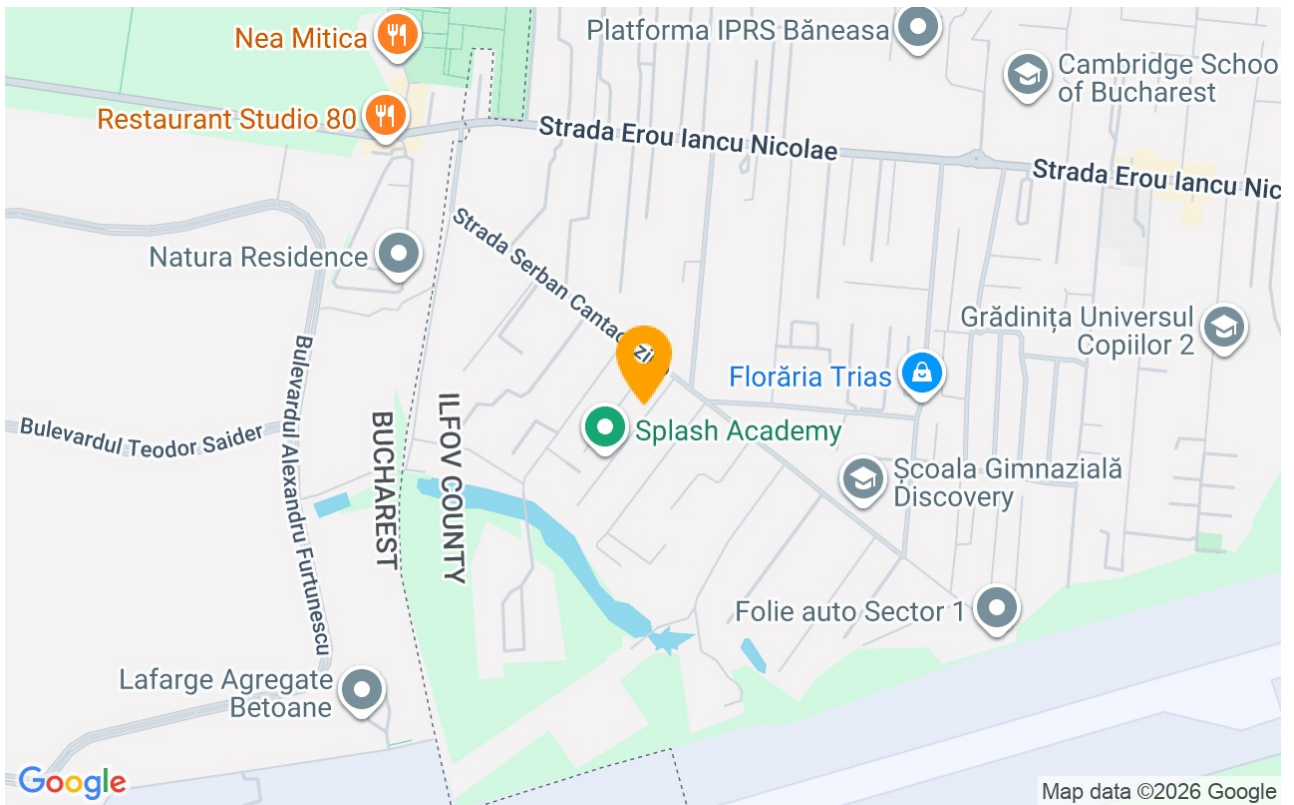 Nea Mitica
Platforma IPRS Băneasa
Cambridge Schoo
of Bucharest
Restaurant Studio 80
Strada Erou Iancu Nicolae
Strada Erou Iancu Nic
Strada Serban Cantacuzino
Natura Residence
Grădinița Universul
Copiilor 2
Florăria Trias
Bulevardul Alexandru Furtunescu
Bulevardul Teodor Saider
BUCHAREST
ILFOV COUNTY
Splash Academy
Școala Gimnazială
Discovery
Folie auto Sector 1
Lafarge Agregate
Betoane
Google
Map data ©2026 Google